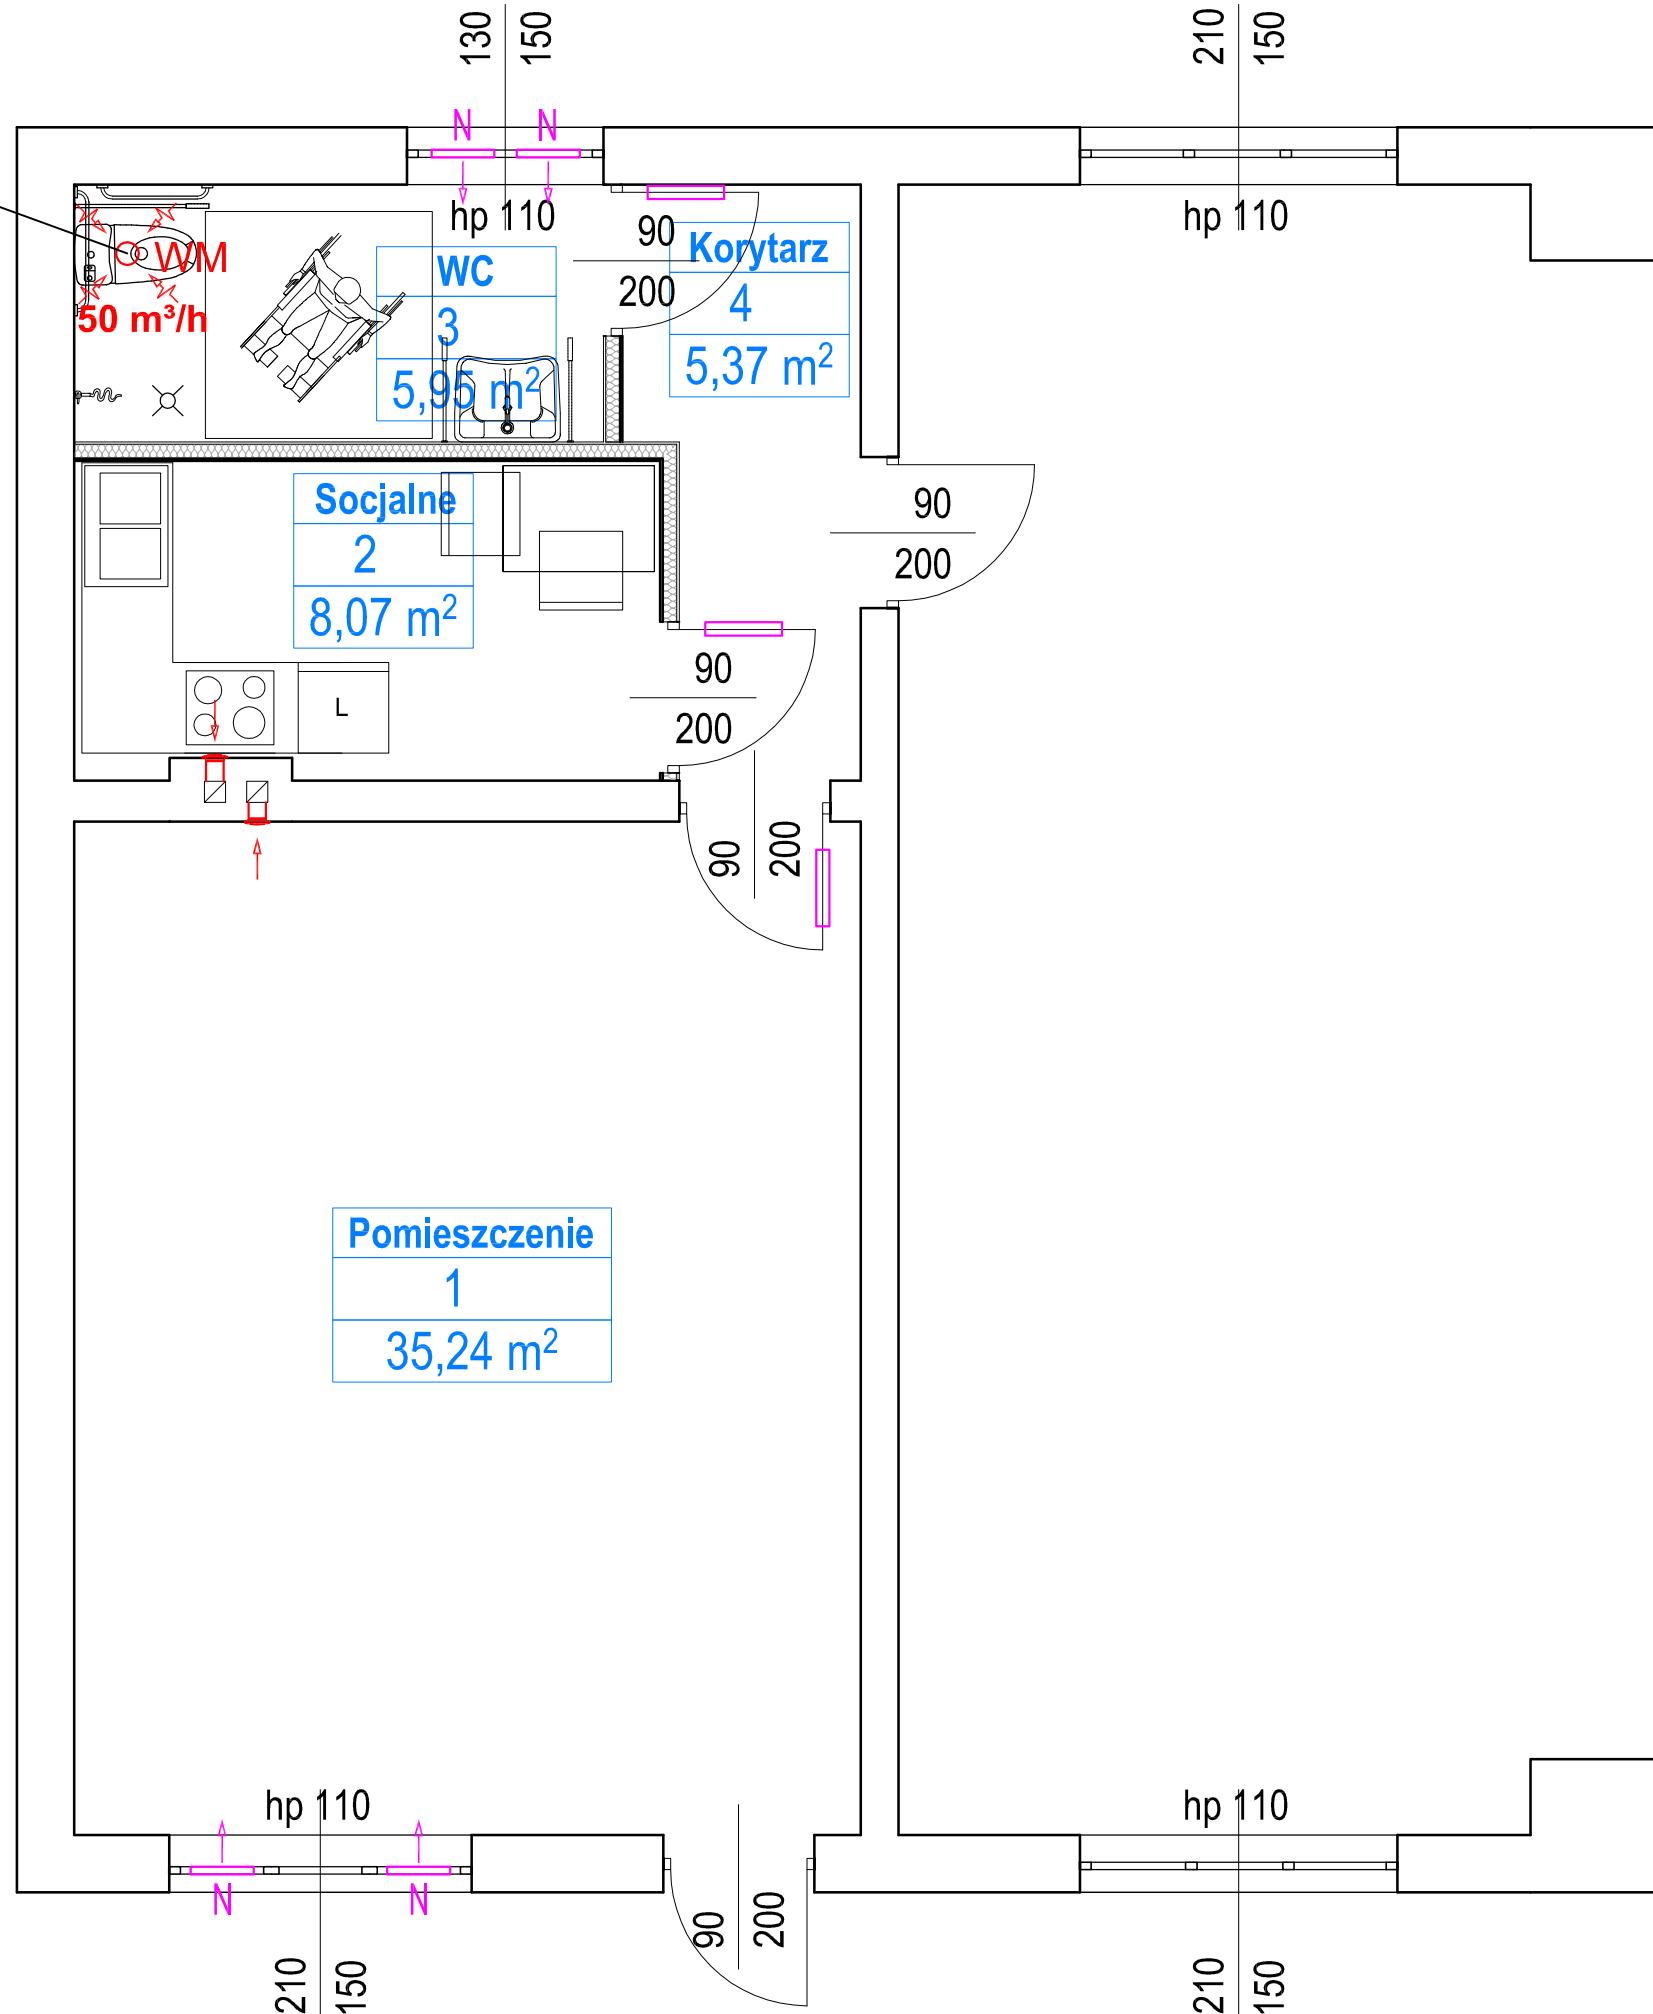 130
150
210
150
N
N
hp 110
hp 110
90
200
WM
50 m³/h
WC
3
5,95 m²
Korytarz
4
5,37 m²
Socjalne
2
8,07 m²
90
200
90
200
L
90
200
Pomieszczenie
1
35,24 m²
hp 110
hp 110
N
N
90
200
210
150
210
150